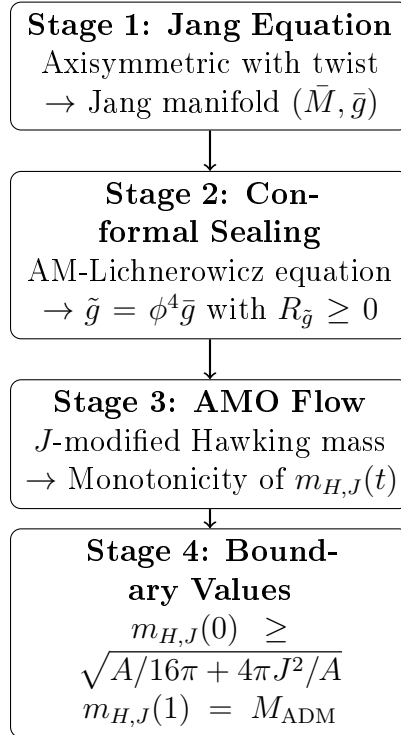 Stage 1: Jang Equation
Axisymmetric with twist
→ Jang manifold (M̄, ḡ)
Stage 2: Con-
formal Sealing
AM-Lichnerowicz equation
→ g̃ = ϕ⁴ḡ with R_g̃ ≥ 0
Stage 3: AMO Flow
J-modified Hawking mass
→ Monotonicity of m_{H,J}(t)
Stage 4: Bound-
ary Values
m_{H,J}(0) ≥
√(A/16π + 4πJ²/A)
m_{H,J}(1) = M_ADM